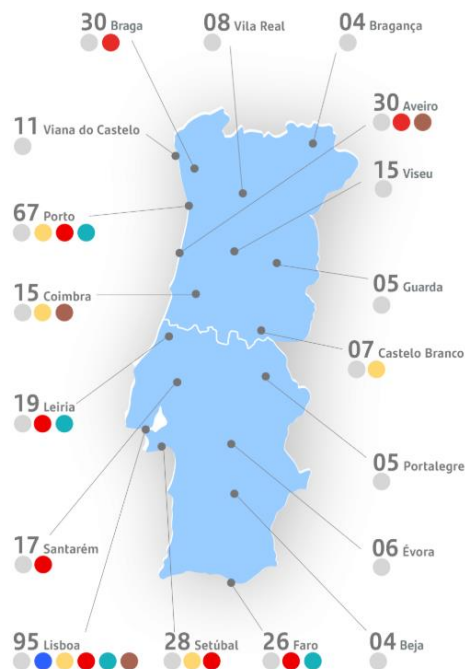 30 Braga
08 Vila Real
04 Bragança
30 Aveiro
11 Viana do Castelo
15 Viseu
67 Porto
05 Guarda
15 Coimbra
07 Castelo Branco
19 Leiria
05 Portalegre
17 Santarém
06 Évora
95 Lisboa
28 Setúbal
26 Faro
04 Beja